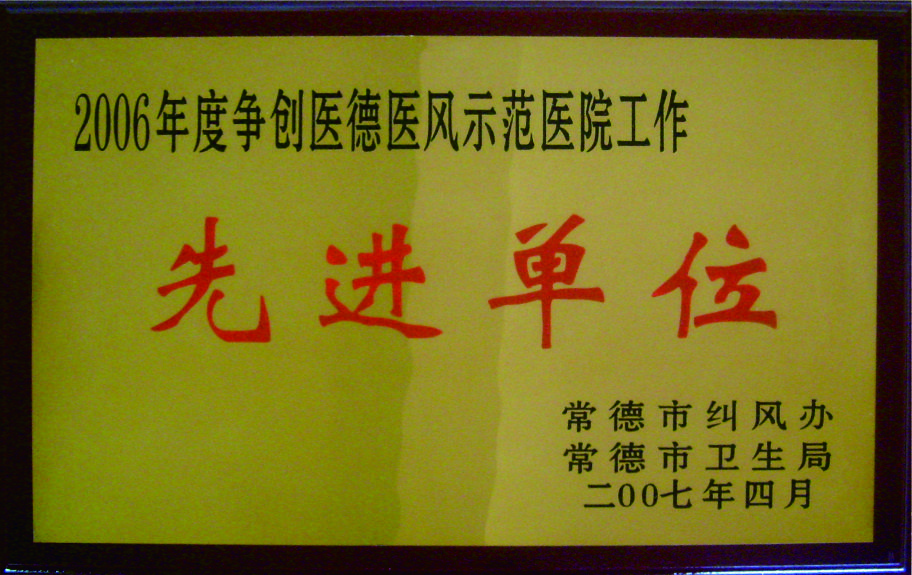 2006年度争创医德医风示范医院工作
先进单位
常德市纠风办
常德市卫生局
二00七年四月